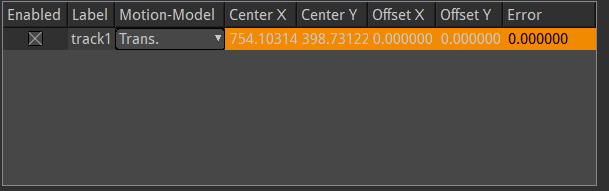 Enabled Label Motion-Model Center X Center Y Offset X Offset Y Error
track1 Trans. 754.10314 398.73122 0.000000 0.000000 0.000000